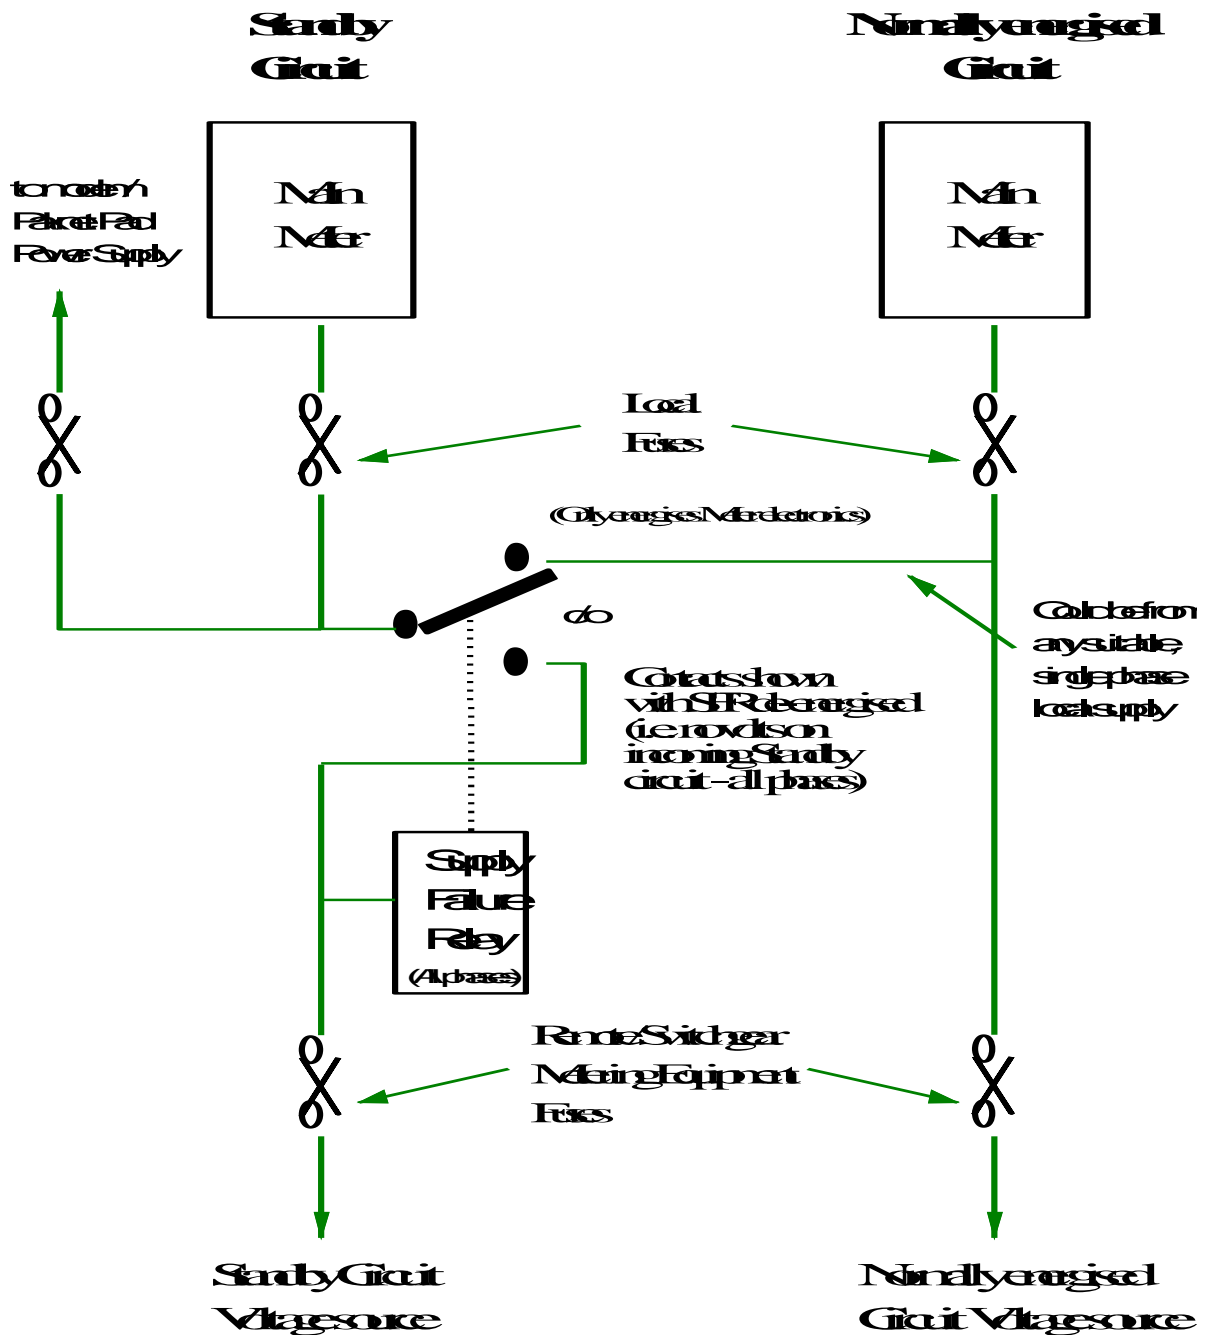 Standby
Circuit
Normally energised
Circuit
to modem/n
Paknet Pad
Power Supply
Main
Meter
Main
Meter
Local
Fuses
(Only energises Meter electronics)
c/o
Could be from
any suitable,
single phase
local supply
Contacts shown
with SFR de-energised
(i.e. no volts on
incoming Standby
circuit – all phases)
Supply
Failure
Relay
(All phases)
Remote/Switchgear
Metering Equipment
Fuses
Standby Circuit
Voltage source
Normally energised
Circuit Voltage source